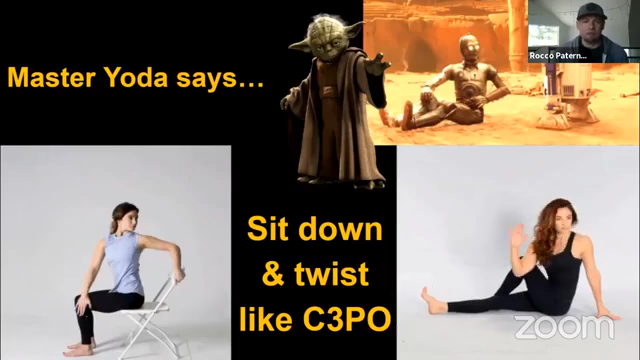 Master Yoda says…
Rocco Patern...
Sit down
& twist
like C3PO
zoom